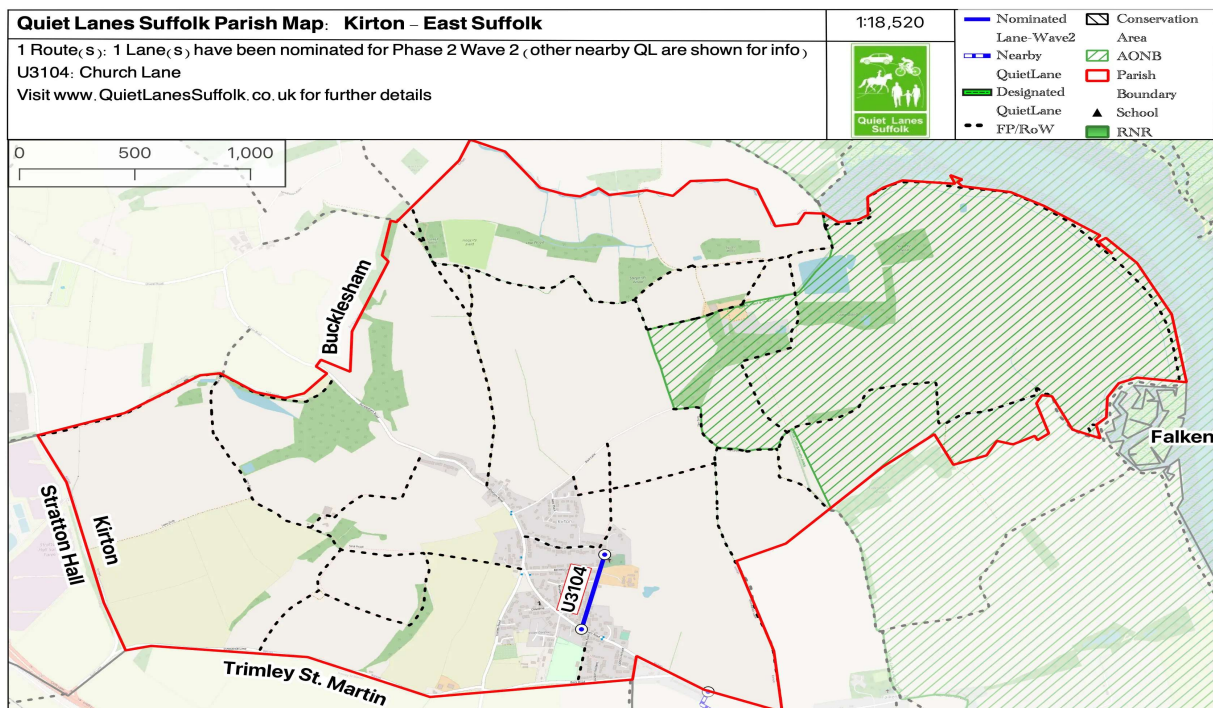 Quiet Lanes Suffolk Parish Map: Kirton – East Suffolk
1 Route(s): 1 Lane(s) have been nominated for Phase 2 Wave 2 (other nearby QL are shown for info)
U3104: Church Lane
Visit www.QuietLanesSuffolk.co.uk for further details
1:18,520
Quiet Lanes
Suffolk
Nominated
Lane-Wave2
Nearby
QuietLane
Designated
QuietLane
FP/RoW
Conservation
Area
AONB
Parish
Boundary
School
RNR
0 500 1,000
Bucklesham
Falken
Stratton Hall
Kirton
U3104
Trimley St. Martin